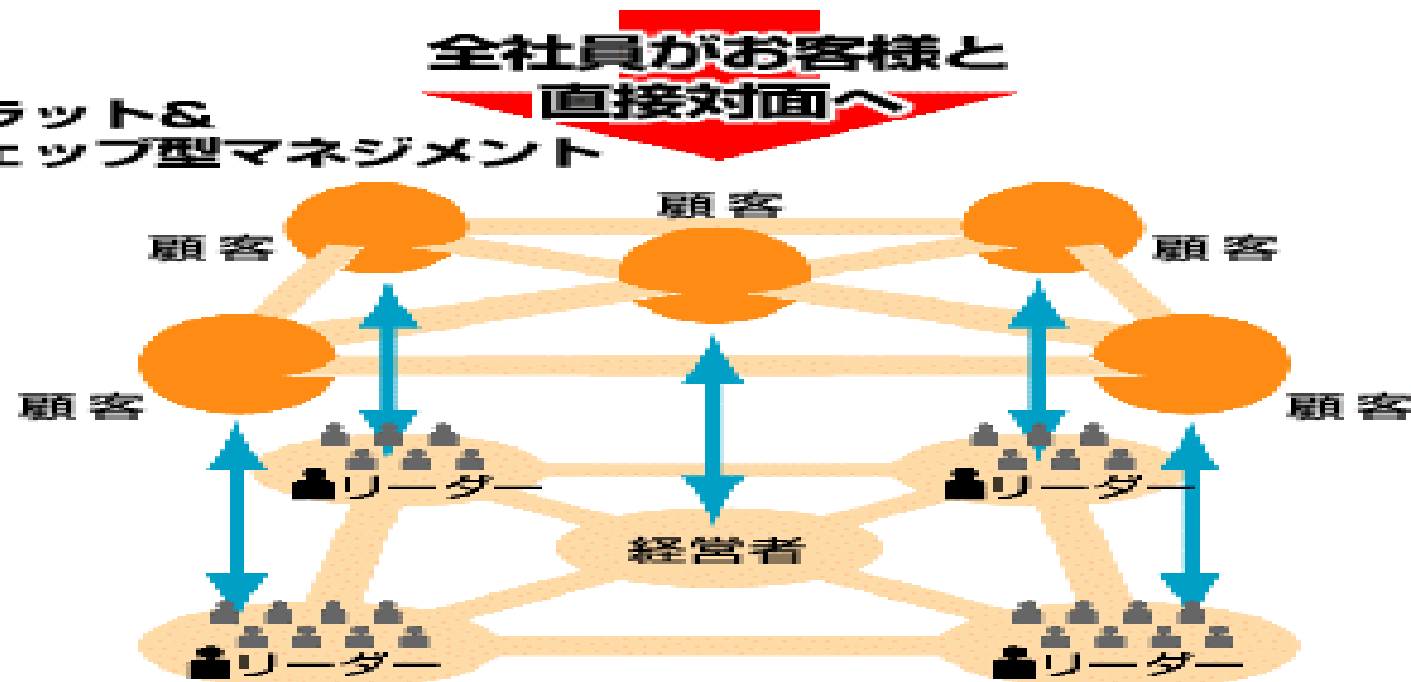 全社員がお客様と
直接対面へ
ラット&
ェッブ型マネジメント
顧客
顧客
顧客
顧客
顧客
リーダー
リーダー
経営者
リーダー
リーダー